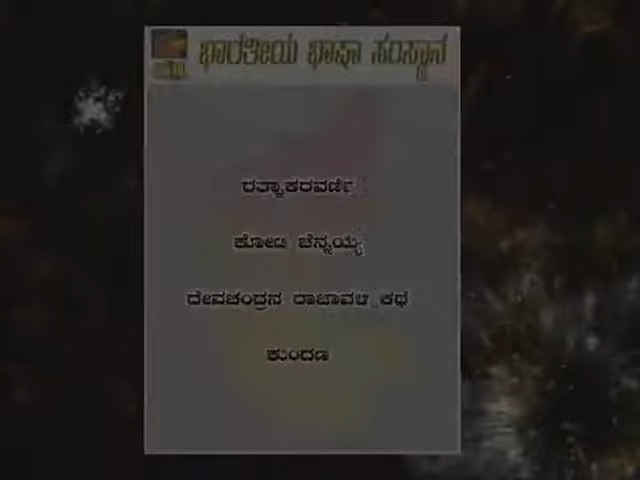 ಭಾರತೀಯ ಭಾಷಾ ಸಂಸ್ಥಾನ
ರತ್ನಾಕರವರ್ಣಿ
ಕೋಟಿ ಚೆನ್ನಯ್ಯ
ದೇವಚಂದ್ರನ ರಾಜಾವಳಿ ಕಥೆ
ಕುಂದಣ